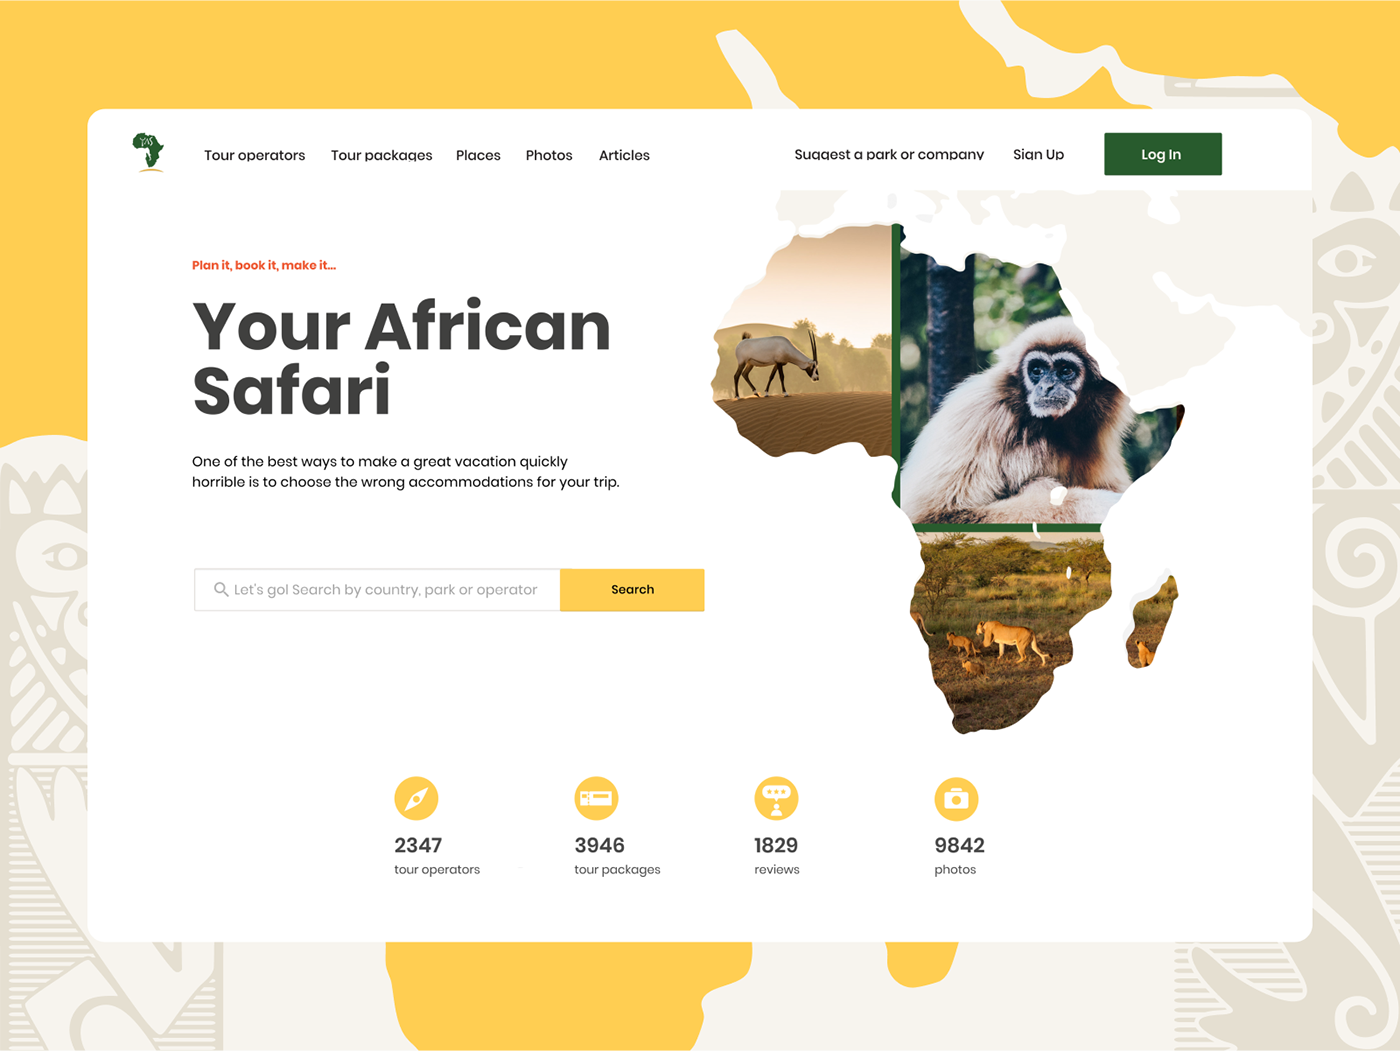 YAS
Tour operators Tour packages Places Photos Articles Suggest a park or company Sign Up Log In
Plan it, book it, make it...
Your African
Safari
One of the best ways to make a great vacation quickly
horrible is to choose the wrong accommodations for your trip.
Let's go! Search by country, park or operator Search
2347 3946 1829 9842
tour operators tour packages reviews photos